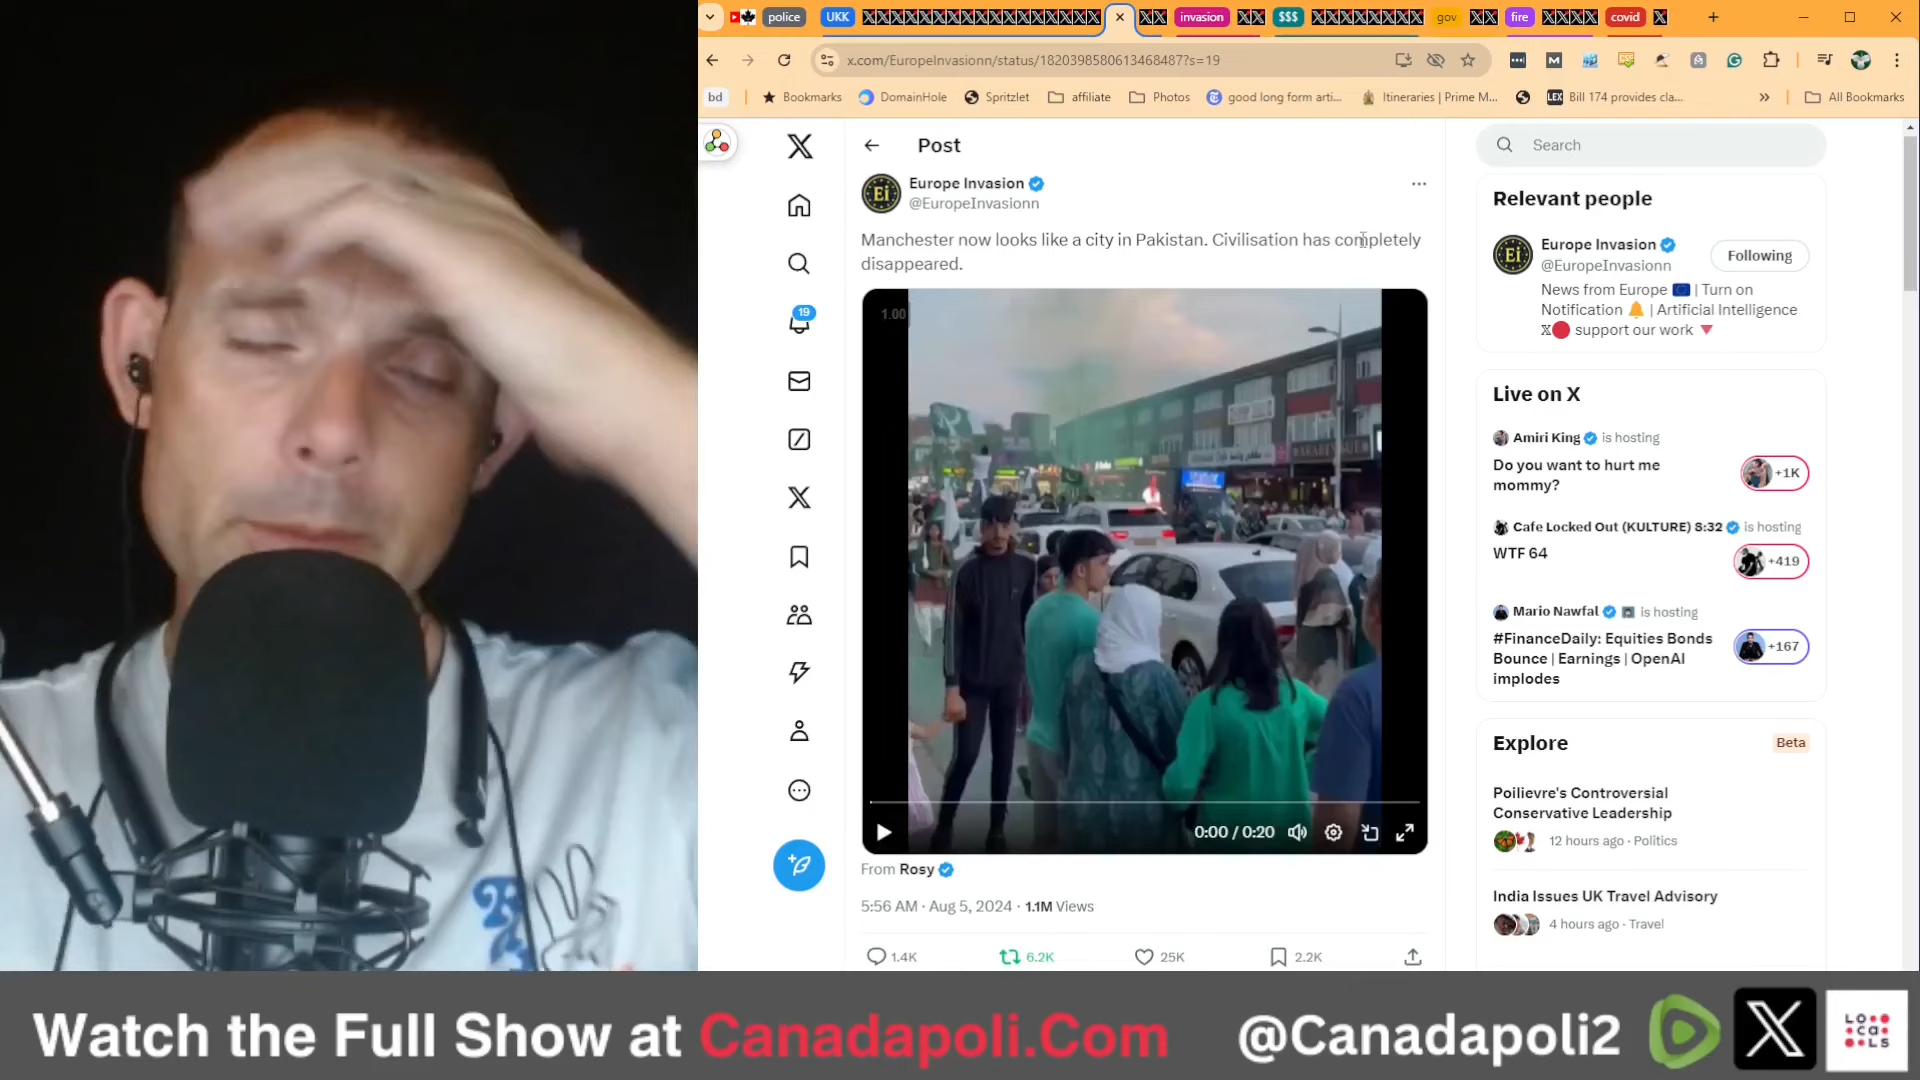 police
UKK
invasion
$$$
gov
fire
covid
x.com/EuropeInvasionn/status/1820398580613468487?s=19
bd
Bookmarks
DomainHole
Spritzlet
affiliate
Photos
good long form arti...
Itineraries | Prime M...
LEX
Bill 174 provides cla...
All Bookmarks
Post
Search
Europe Invasion
@EuropeInvasionn
Manchester now looks like a city in Pakistan. Civilisation has completely
disappeared.
1.00
0:00 / 0:20
From Rosy
5:56 AM · Aug 5, 2024 · 1.1M Views
1.4K
6.2K
25K
2.2K
19
Relevant people
Europe Invasion
@EuropeInvasionn
Following
News from Europe 🇪🇺 | Turn on
Notification 🔔 | Artificial Intelligence
X🔴 support our work 🔻
Live on X
Amiri King is hosting
Do you want to hurt me
mommy?
+1K
Cafe Locked Out (KULTURE) 8:32 is hosting
WTF 64
+419
Mario Nawfal is hosting
#FinanceDaily: Equities Bonds
Bounce | Earnings | OpenAI
implodes
+167
Explore
Beta
Poilievre's Controversial
Conservative Leadership
12 hours ago · Politics
India Issues UK Travel Advisory
4 hours ago · Travel
Watch the Full Show at Canadapoli.Com
@Canadapoli2
LO
ca
LS